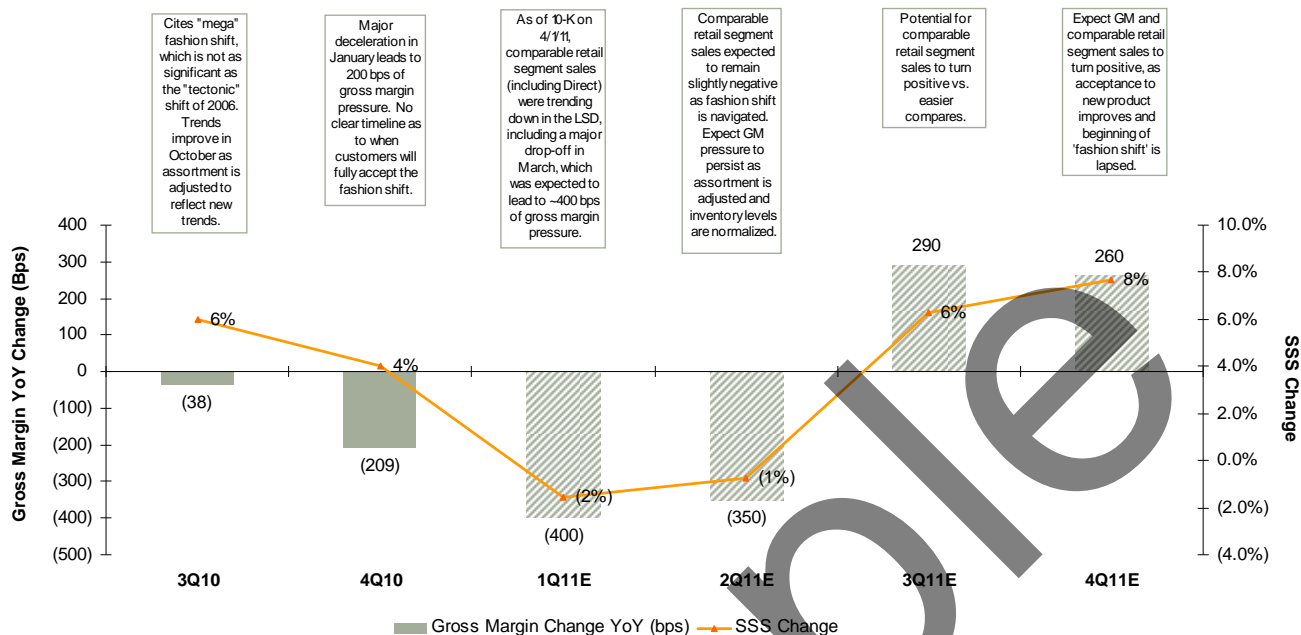 Cites "mega"
fashion shift,
which is not as
significant as
the "tectonic"
shift of 2006.
Trends
improve in
October as
assortment is
adjusted to
reflect new
trends.
Major
deceleration in
January leads to
200 bps of
gross margin
pressure. No
clear timeline as
to when
customers will
fully accept the
fashion shift.
As of 10-K on
4/1/11,
comparable retail
segment sales
(including Direct)
were trending
down in the LSD,
including a major
drop-off in
March, which
was expected to
lead to ~400 bps
of gross margin
pressure.
Comparable
retail segment
sales expected
to remain
slightly negative
as fashion shift
is navigated.
Expect GM
pressure to
persist as
assortment is
adjusted and
inventory levels
are normalized.
Potential for
comparable
retail segment
sales to turn
positive vs.
easier
compares.
Expect GM and
comparable retail
segment sales to
turn positive, as
acceptance to
new product
improves and
beginning of
'fashion shift' is
lapsed.
Gross Margin YoY Change (Bps)
400
300
200
100
0
(100)
(200)
(300)
(400)
(500)
6%
4%
(2%)
(1%)
6%
8%
(38)
(209)
(400)
(350)
290
260
10.0%
8.0%
6.0%
4.0%
2.0%
0.0%
(2.0%)
(4.0%)
SSS Change
3Q10
4Q10
1Q11E
2Q11E
3Q11E
4Q11E
Gross Margin Change YoY (bps)
SSS Change
ple